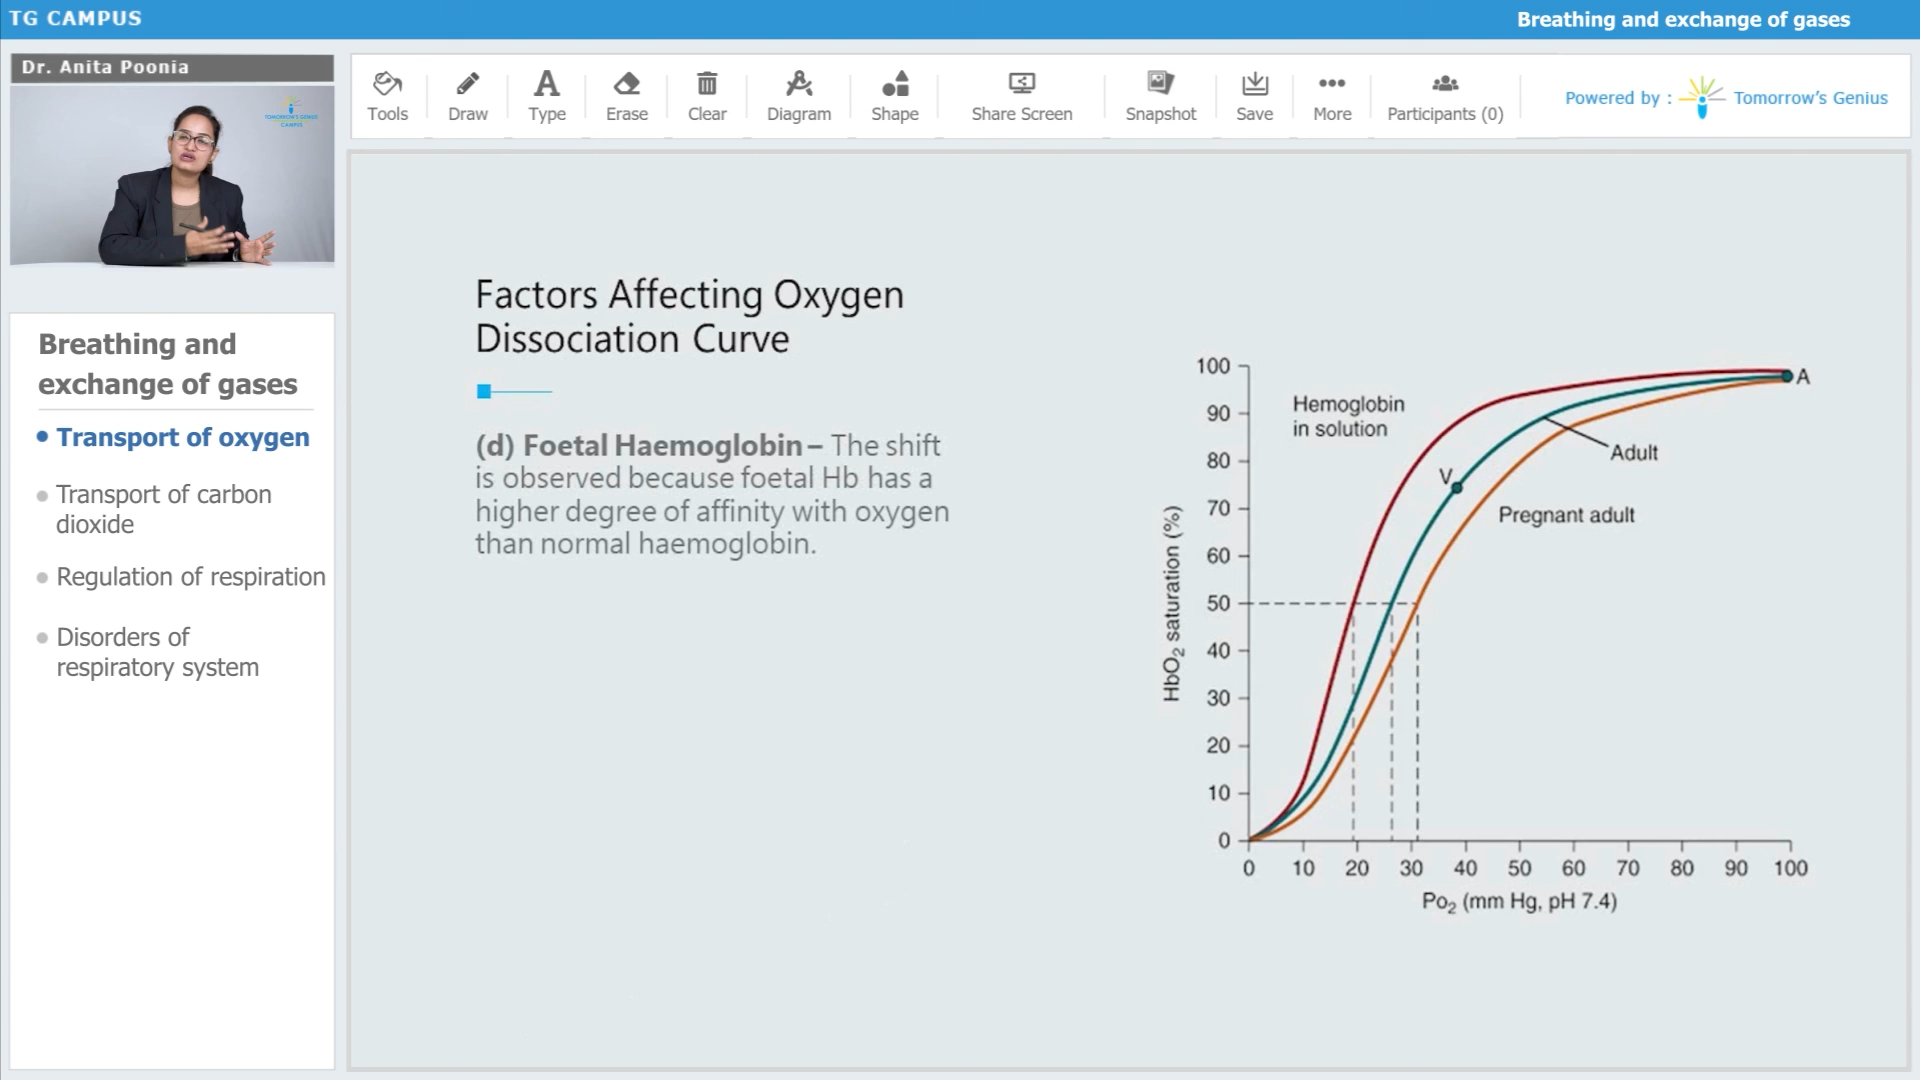 TG CAMPUS
Breathing and exchange of gases
Dr. Anita Poonia
TOMORROW'S GENIUS
CAMPUS
Tools
Draw
Type
Erase
Clear
Diagram
Shape
Share Screen
Snapshot
Save
More
Participants (0)
Powered by :
Tomorrow's Genius
Breathing and
exchange of gases
Transport of oxygen
Transport of carbon
dioxide
Regulation of respiration
Disorders of
respiratory system
Factors Affecting Oxygen
Dissociation Curve
(d) Foetal Haemoglobin – The shift
is observed because foetal Hb has a
higher degree of affinity with oxygen
than normal haemoglobin.
HbO₂ saturation (%)
100
90
80
70
60
50
40
30
20
10
0
Hemoglobin
in solution
A
Adult
V
Pregnant adult
0 10 20 30 40 50 60 70 80 90 100
Po₂ (mm Hg, pH 7.4)